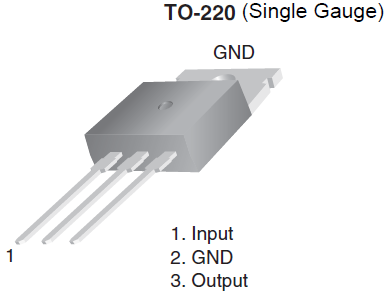 TO-220 (Single Gauge)
GND
1
1. Input
2. GND
3. Output